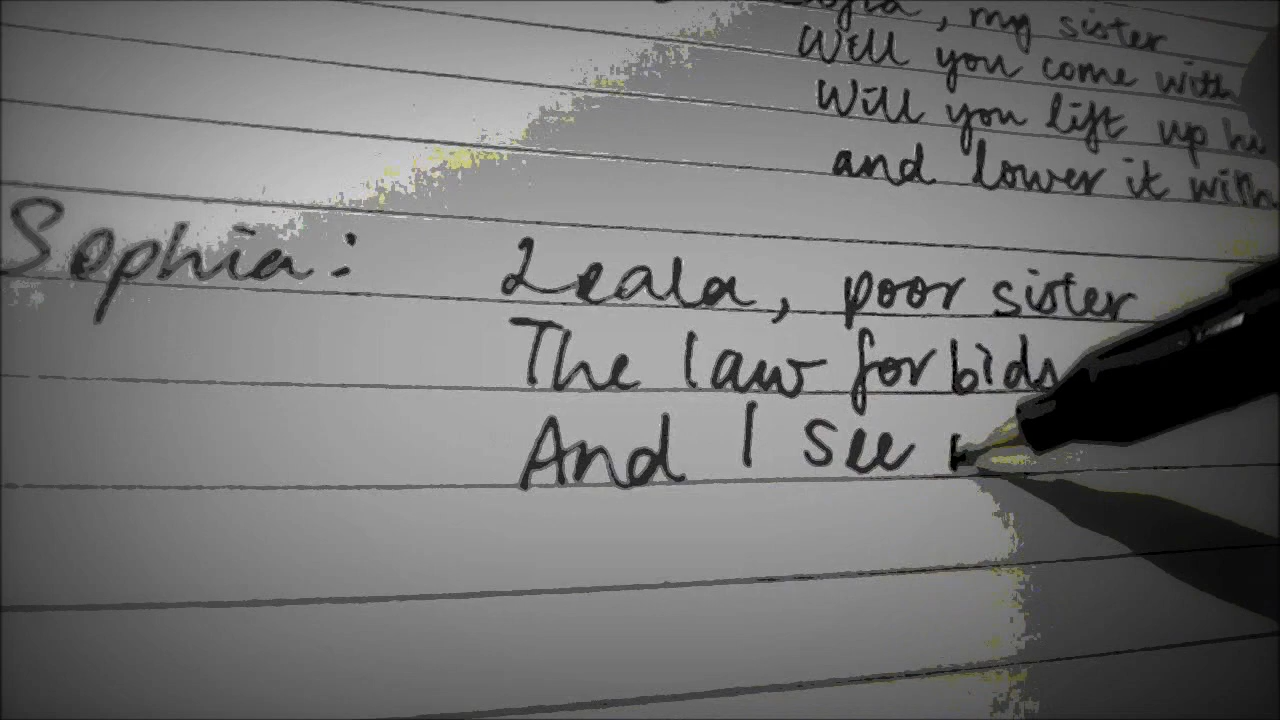 , my sister
Will you come with
Will you lift up
and lower it with
Sophia: Leala, poor sister
The law forbids
And I see